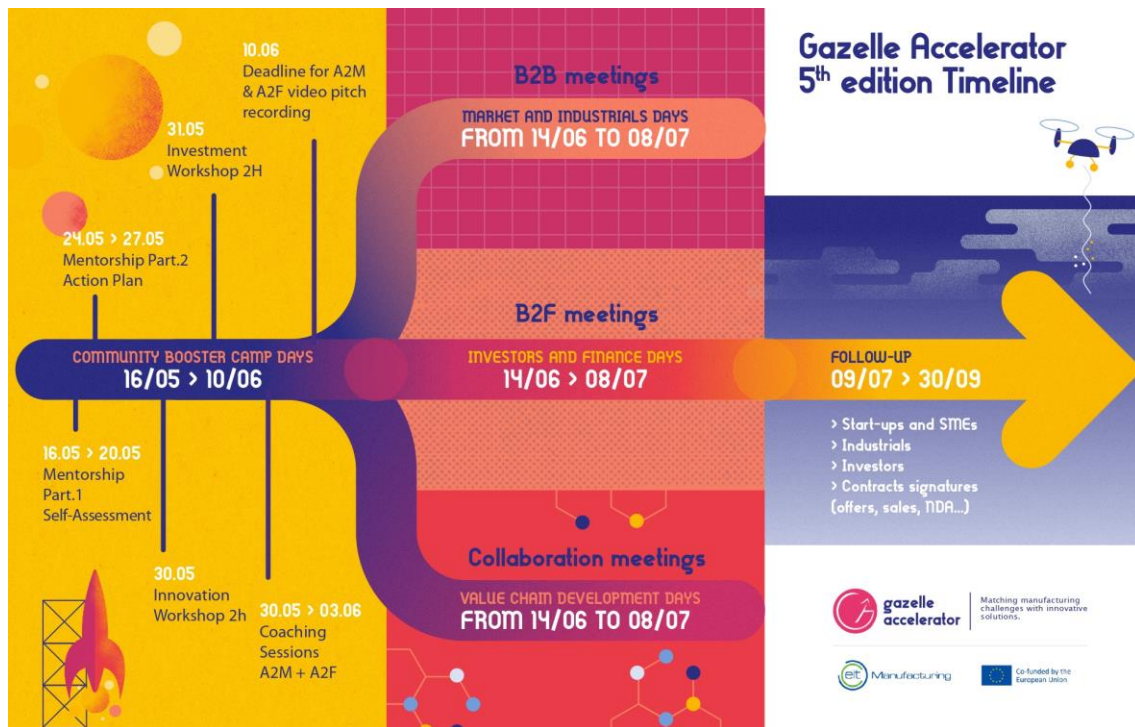 Gazelle Accelerator
5th edition Timeline
10.06
Deadline for A2M
& A2F video pitch
recording
31.05
Investment
Workshop 2H
24.05 > 27.05
Mentorship Part.2
Action Plan
COMMUNITY BOOSTER CAMP DAYS
16/05 > 10/06
16.05 > 20.05
Mentorship
Part.1
Self-Assessment
30.05
Innovation
Workshop 2h
30.05 > 03.06
Coaching
Sessions
A2M + A2F
B2B meetings
MARKET AND INDUSTRIALS DAYS
FROM 14/06 TO 08/07
B2F meetings
INVESTORS AND FINANCE DAYS
14/06 > 08/07
Collaboration meetings
VALUE CHAIN DEVELOPMENT DAYS
FROM 14/06 TO 08/07
FOLLOW-UP
09/07 > 30/09
> Start-ups and SMEs
> Industrials
> Investors
> Contracts signatures
(offers, sales, NDA...)
gazelle
accelerator
Matching manufacturing
challenges with innovative
solutions.
eit Manufacturing
Co-funded by the
European Union